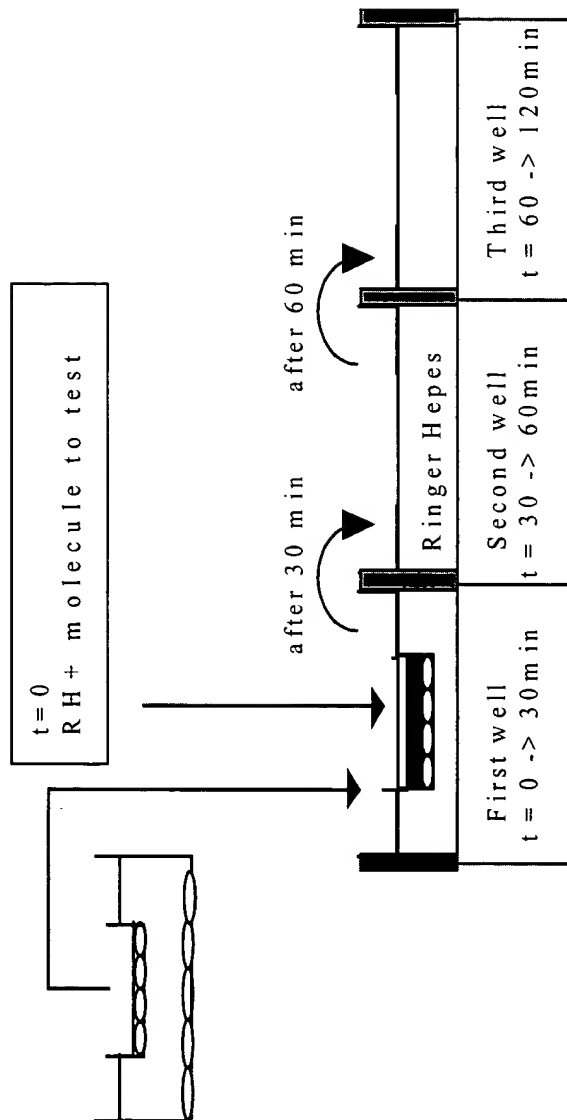 t=0
RH+ molecule to test
after 30 min
after 60 min
Ringer Hepes
First well
t = 0 -> 30min
Second well
t = 30 -> 60min
Third well
t = 60 -> 120min